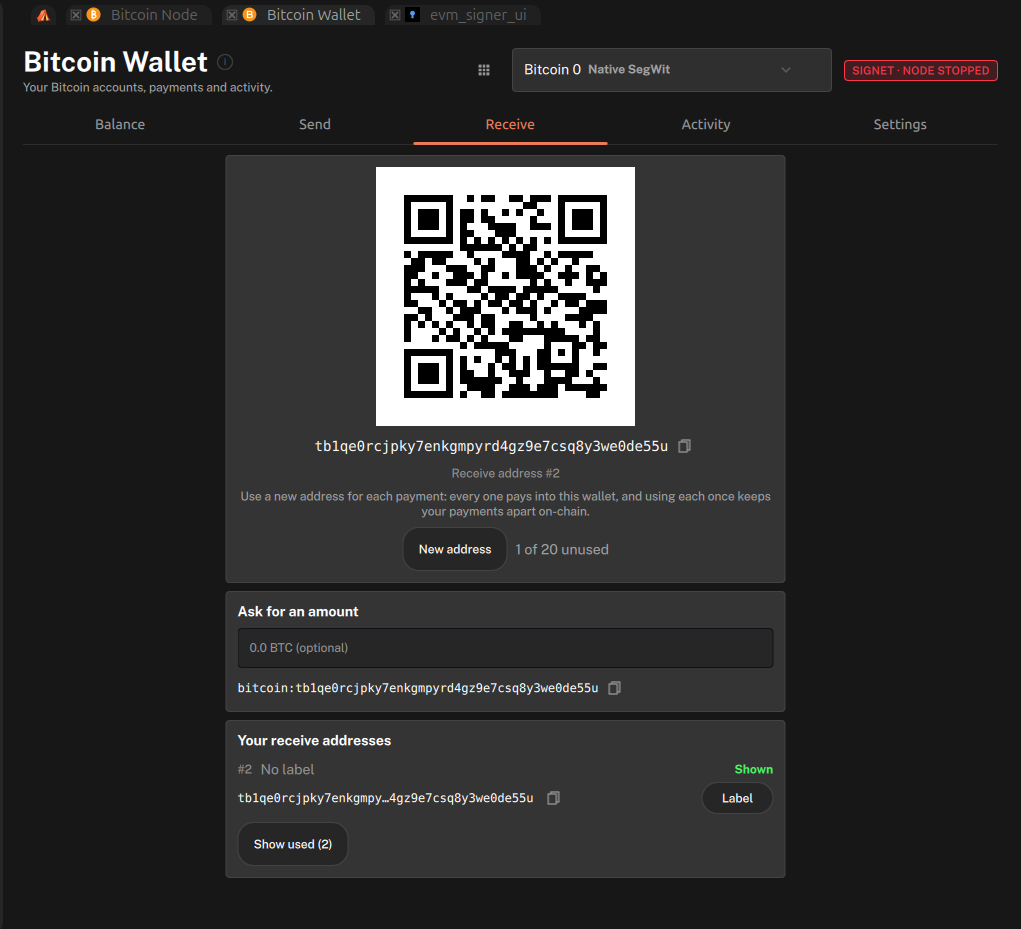 Bitcoin Node
Bitcoin Wallet
evm_signer_ui
Bitcoin Wallet
Your Bitcoin accounts, payments and activity.
Bitcoin 0 Native SegWit
SIGNET · NODE STOPPED
Balance
Send
Receive
Activity
Settings
tb1qe0rcjpky7enkgmpyrd4gz9e7csq8y3we0de55u
Receive address #2
Use a new address for each payment: every one pays into this wallet, and using each once keeps
your payments apart on-chain.
New address
1 of 20 unused
Ask for an amount
0.0 BTC (optional)
bitcoin:tb1qe0rcjpky7enkgmpyrd4gz9e7csq8y3we0de55u
Your receive addresses
#2 No label
Shown
tb1qe0rcjpky7enkgmpy…4gz9e7csq8y3we0de55u
Label
Show used (2)